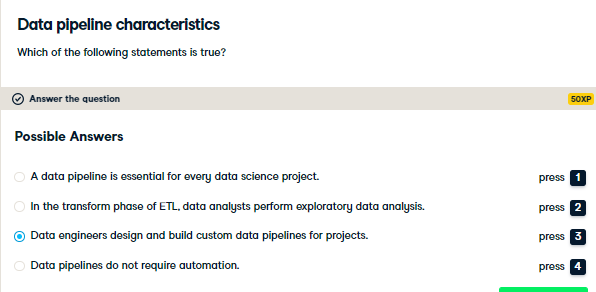 Data pipeline characteristics
Which of the following statements is true?
Answer the question
50XP
Possible Answers
A data pipeline is essential for every data science project.
press 1
In the transform phase of ETL, data analysts perform exploratory data analysis.
press 2
Data engineers design and build custom data pipelines for projects.
press 3
Data pipelines do not require automation.
press 4